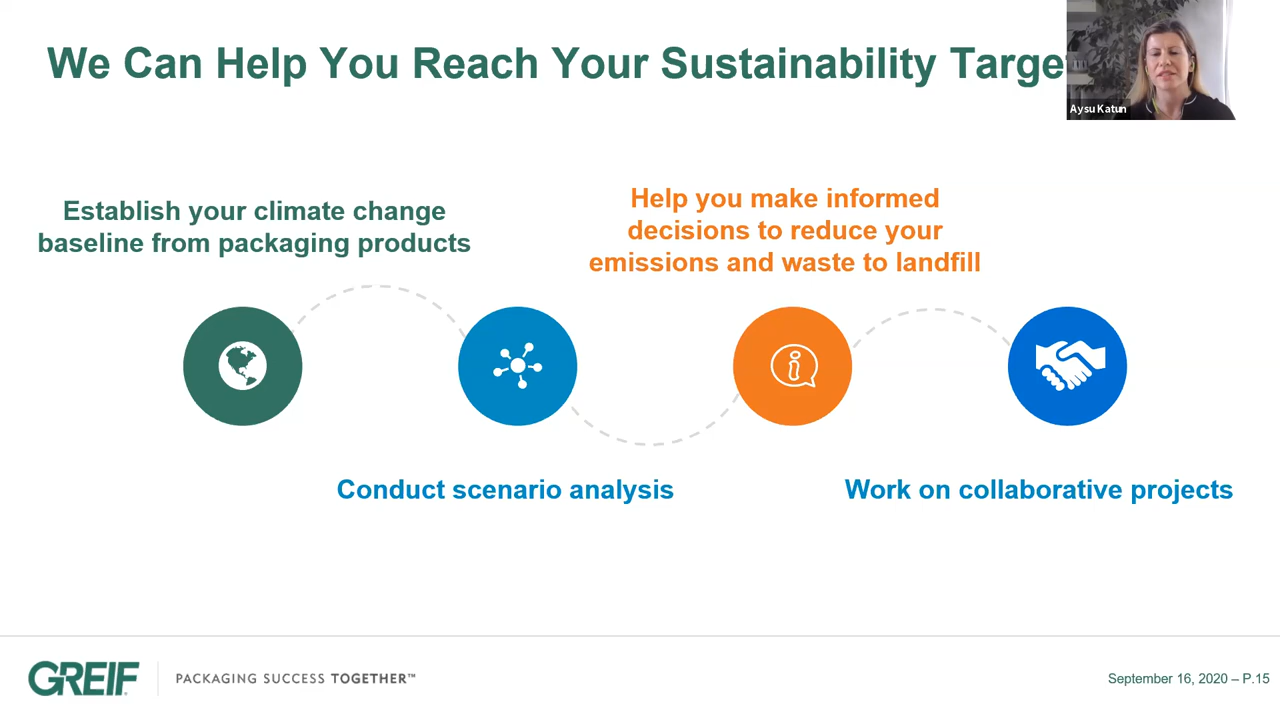 We Can Help You Reach Your Sustainability Targe
Aysu Katun
Establish your climate change
baseline from packaging products
Help you make informed
decisions to reduce your
emissions and waste to landfill
Conduct scenario analysis
Work on collaborative projects
GREIF
PACKAGING SUCCESS TOGETHER™
September 16, 2020 – P.15